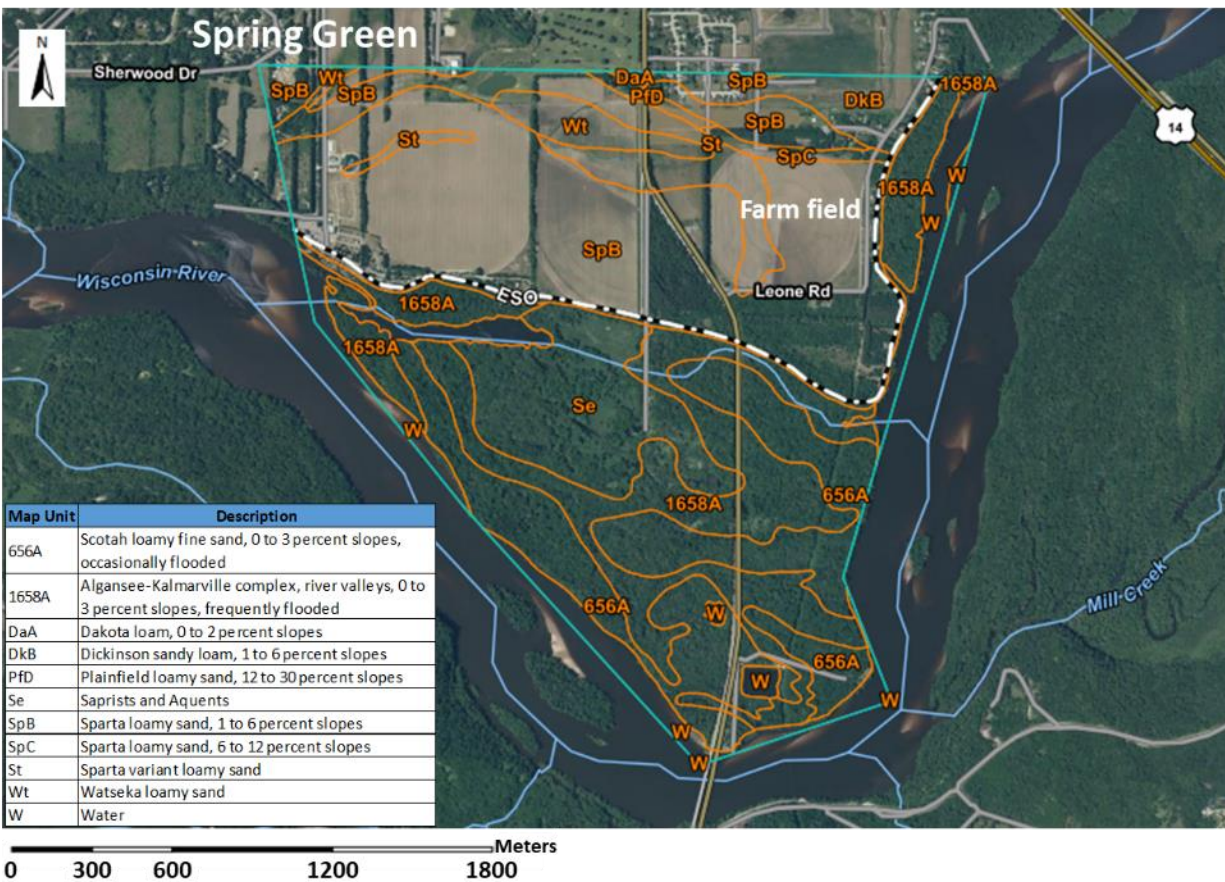 Spring Green
N
Sherwood Dr
SpB
Wt
SpB
DaA
PfD
SpB
DkB
1658A
14
St
Wt
SpB
St
SpC
W
1658A
Farm field
W
SpB
Leone Rd
Wisconsin River
ESO
1658A
1658A
Se
W
1658A
656A
656A
W
656A
W
W
W
W
Mill Creek
Map Unit Description
656A Scotah loamy fine sand, 0 to 3 percent slopes,
occasionally flooded
1658A Algansee-Kalmarville complex, river valleys, 0 to
3 percent slopes, frequently flooded
DaA Dakota loam, 0 to 2 percent slopes
DkB Dickinson sandy loam, 1 to 6 percent slopes
PfD Plainfield loamy sand, 12 to 30 percent slopes
Se Saprists and Aquents
SpB Sparta loamy sand, 1 to 6 percent slopes
SpC Sparta loamy sand, 6 to 12 percent slopes
St Sparta variant loamy sand
Wt Watseka loamy sand
W Water
Meters
0 300 600 1200 1800